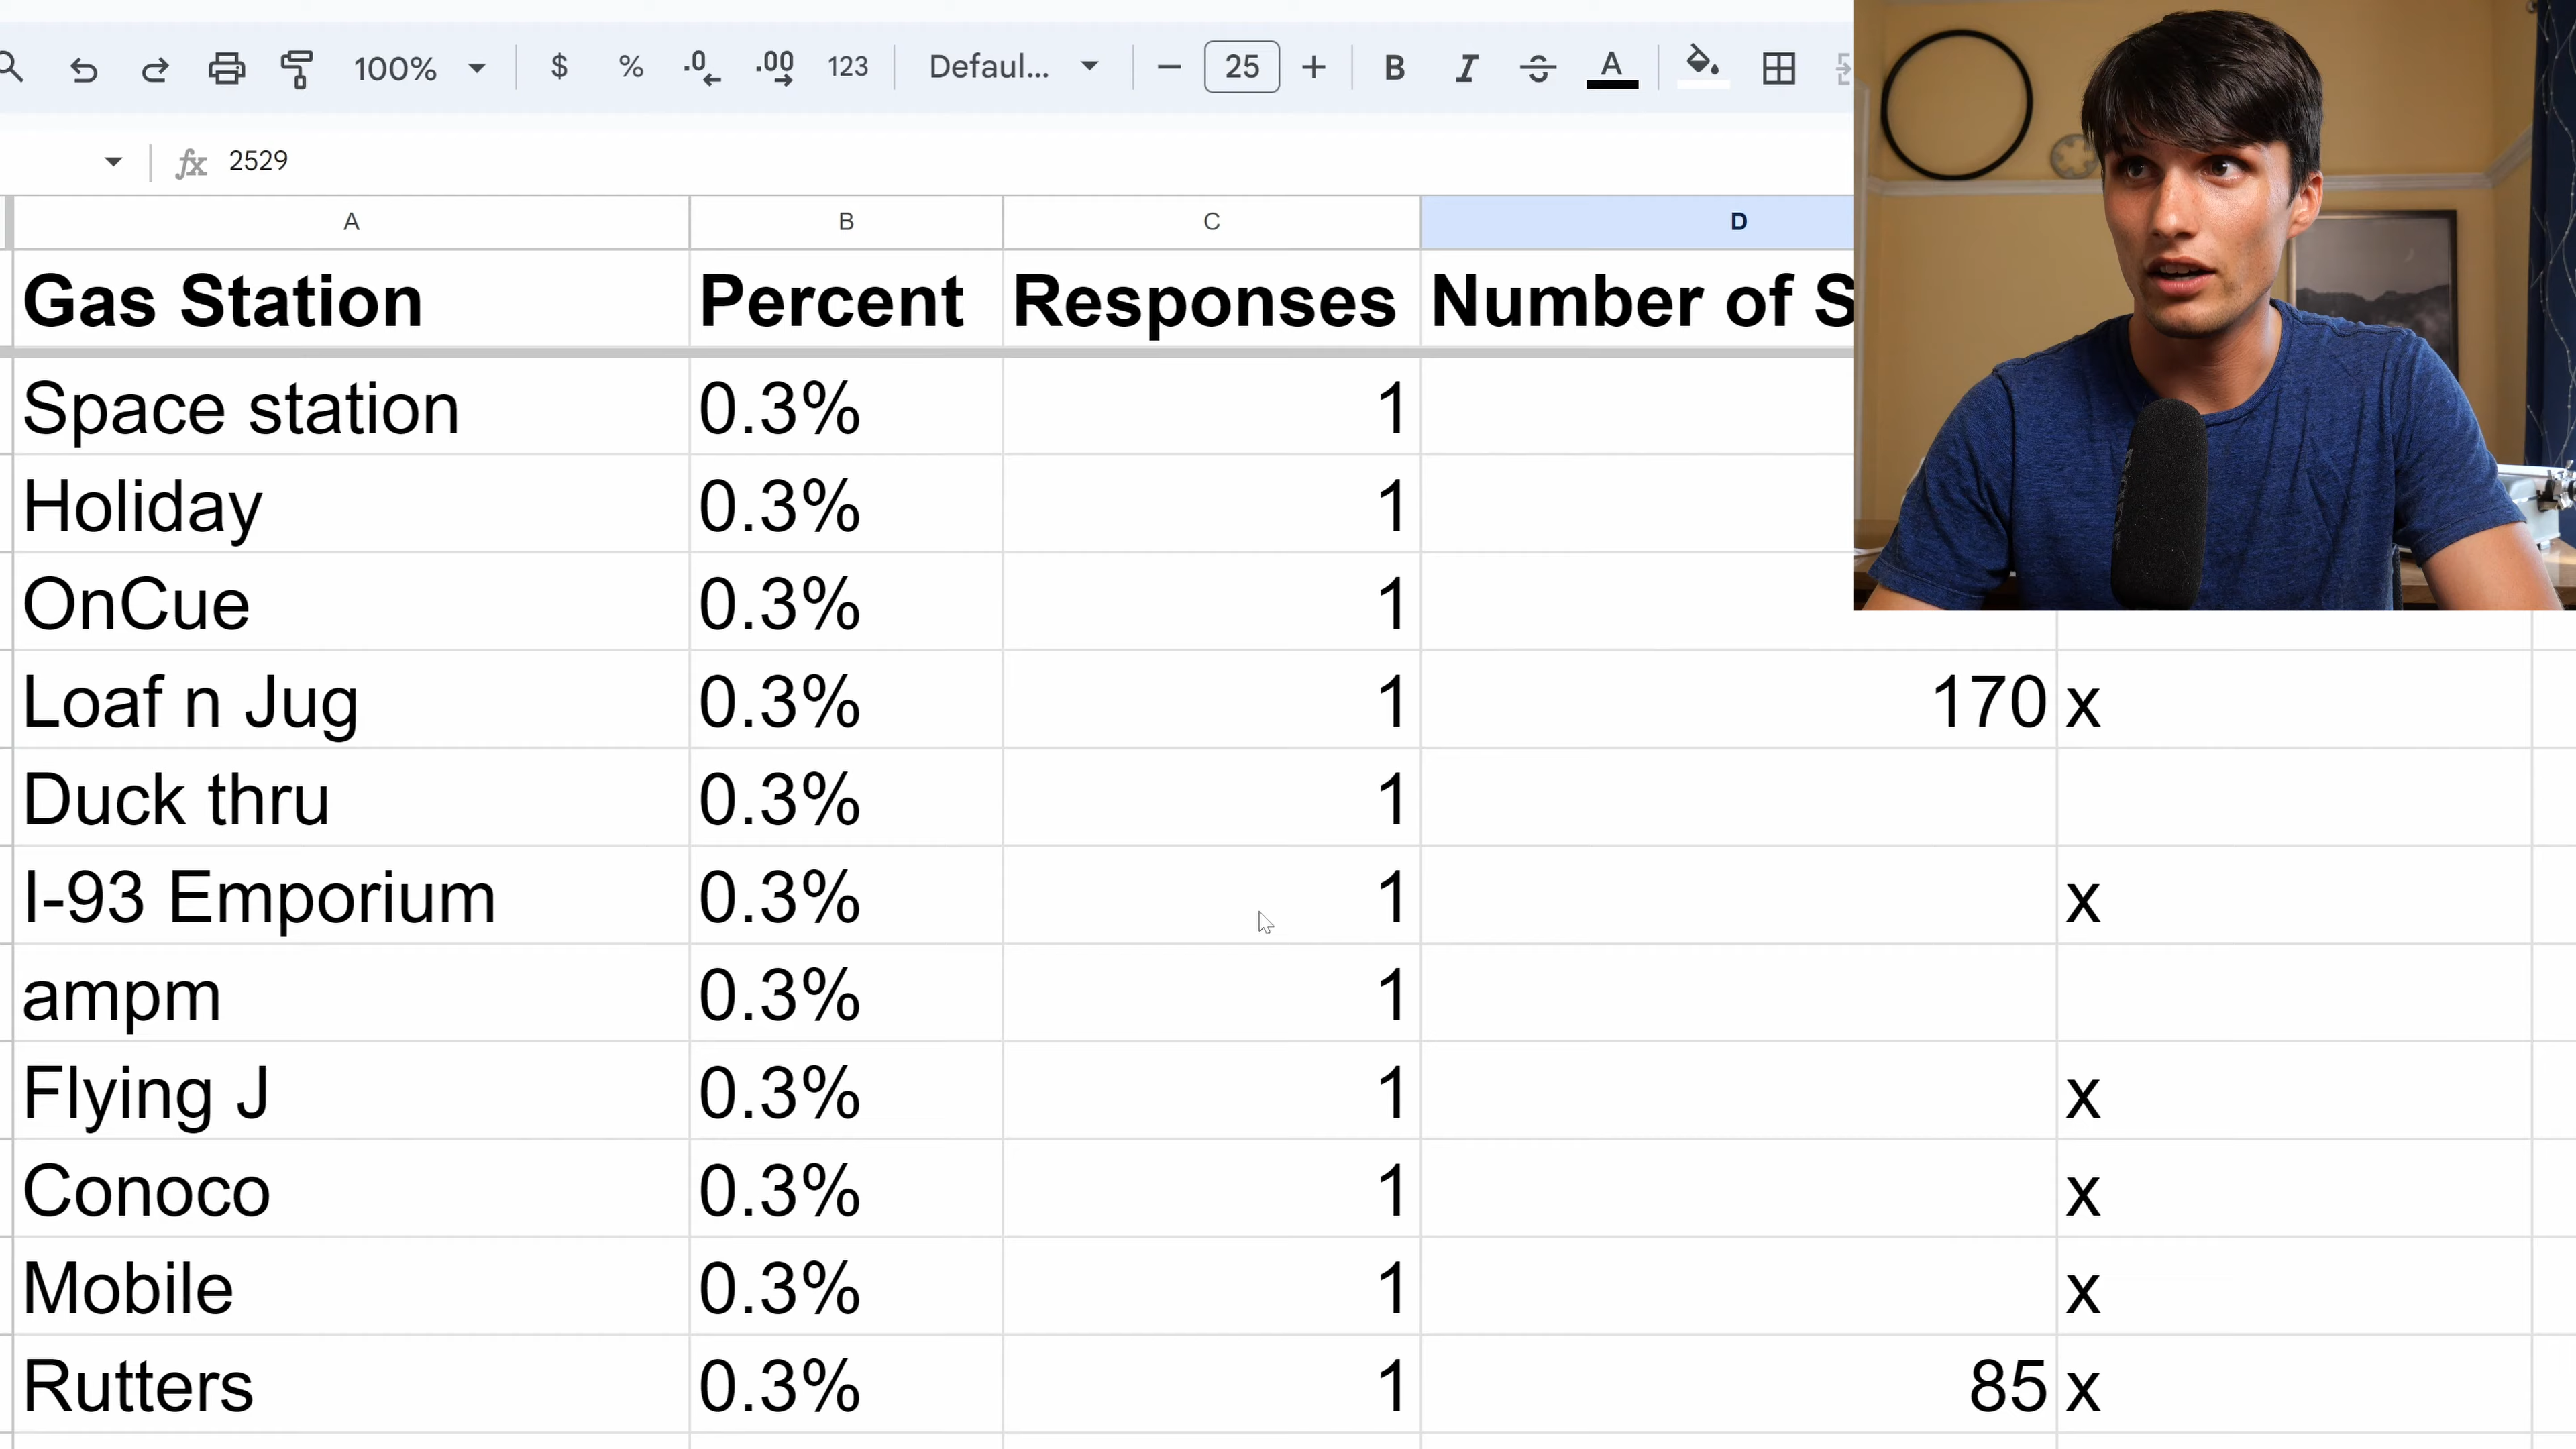 100% $ % .0 .00 123 Defaul... − 25 + B I S A
fx 2529
A B C D
Gas Station Percent Responses Number of S
Space station 0.3% 1
Holiday 0.3% 1
OnCue 0.3% 1
Loaf n Jug 0.3% 1 170 x
Duck thru 0.3% 1
I-93 Emporium 0.3% 1 x
ampm 0.3% 1
Flying J 0.3% 1 x
Conoco 0.3% 1 x
Mobile 0.3% 1 x
Rutters 0.3% 1 85 x